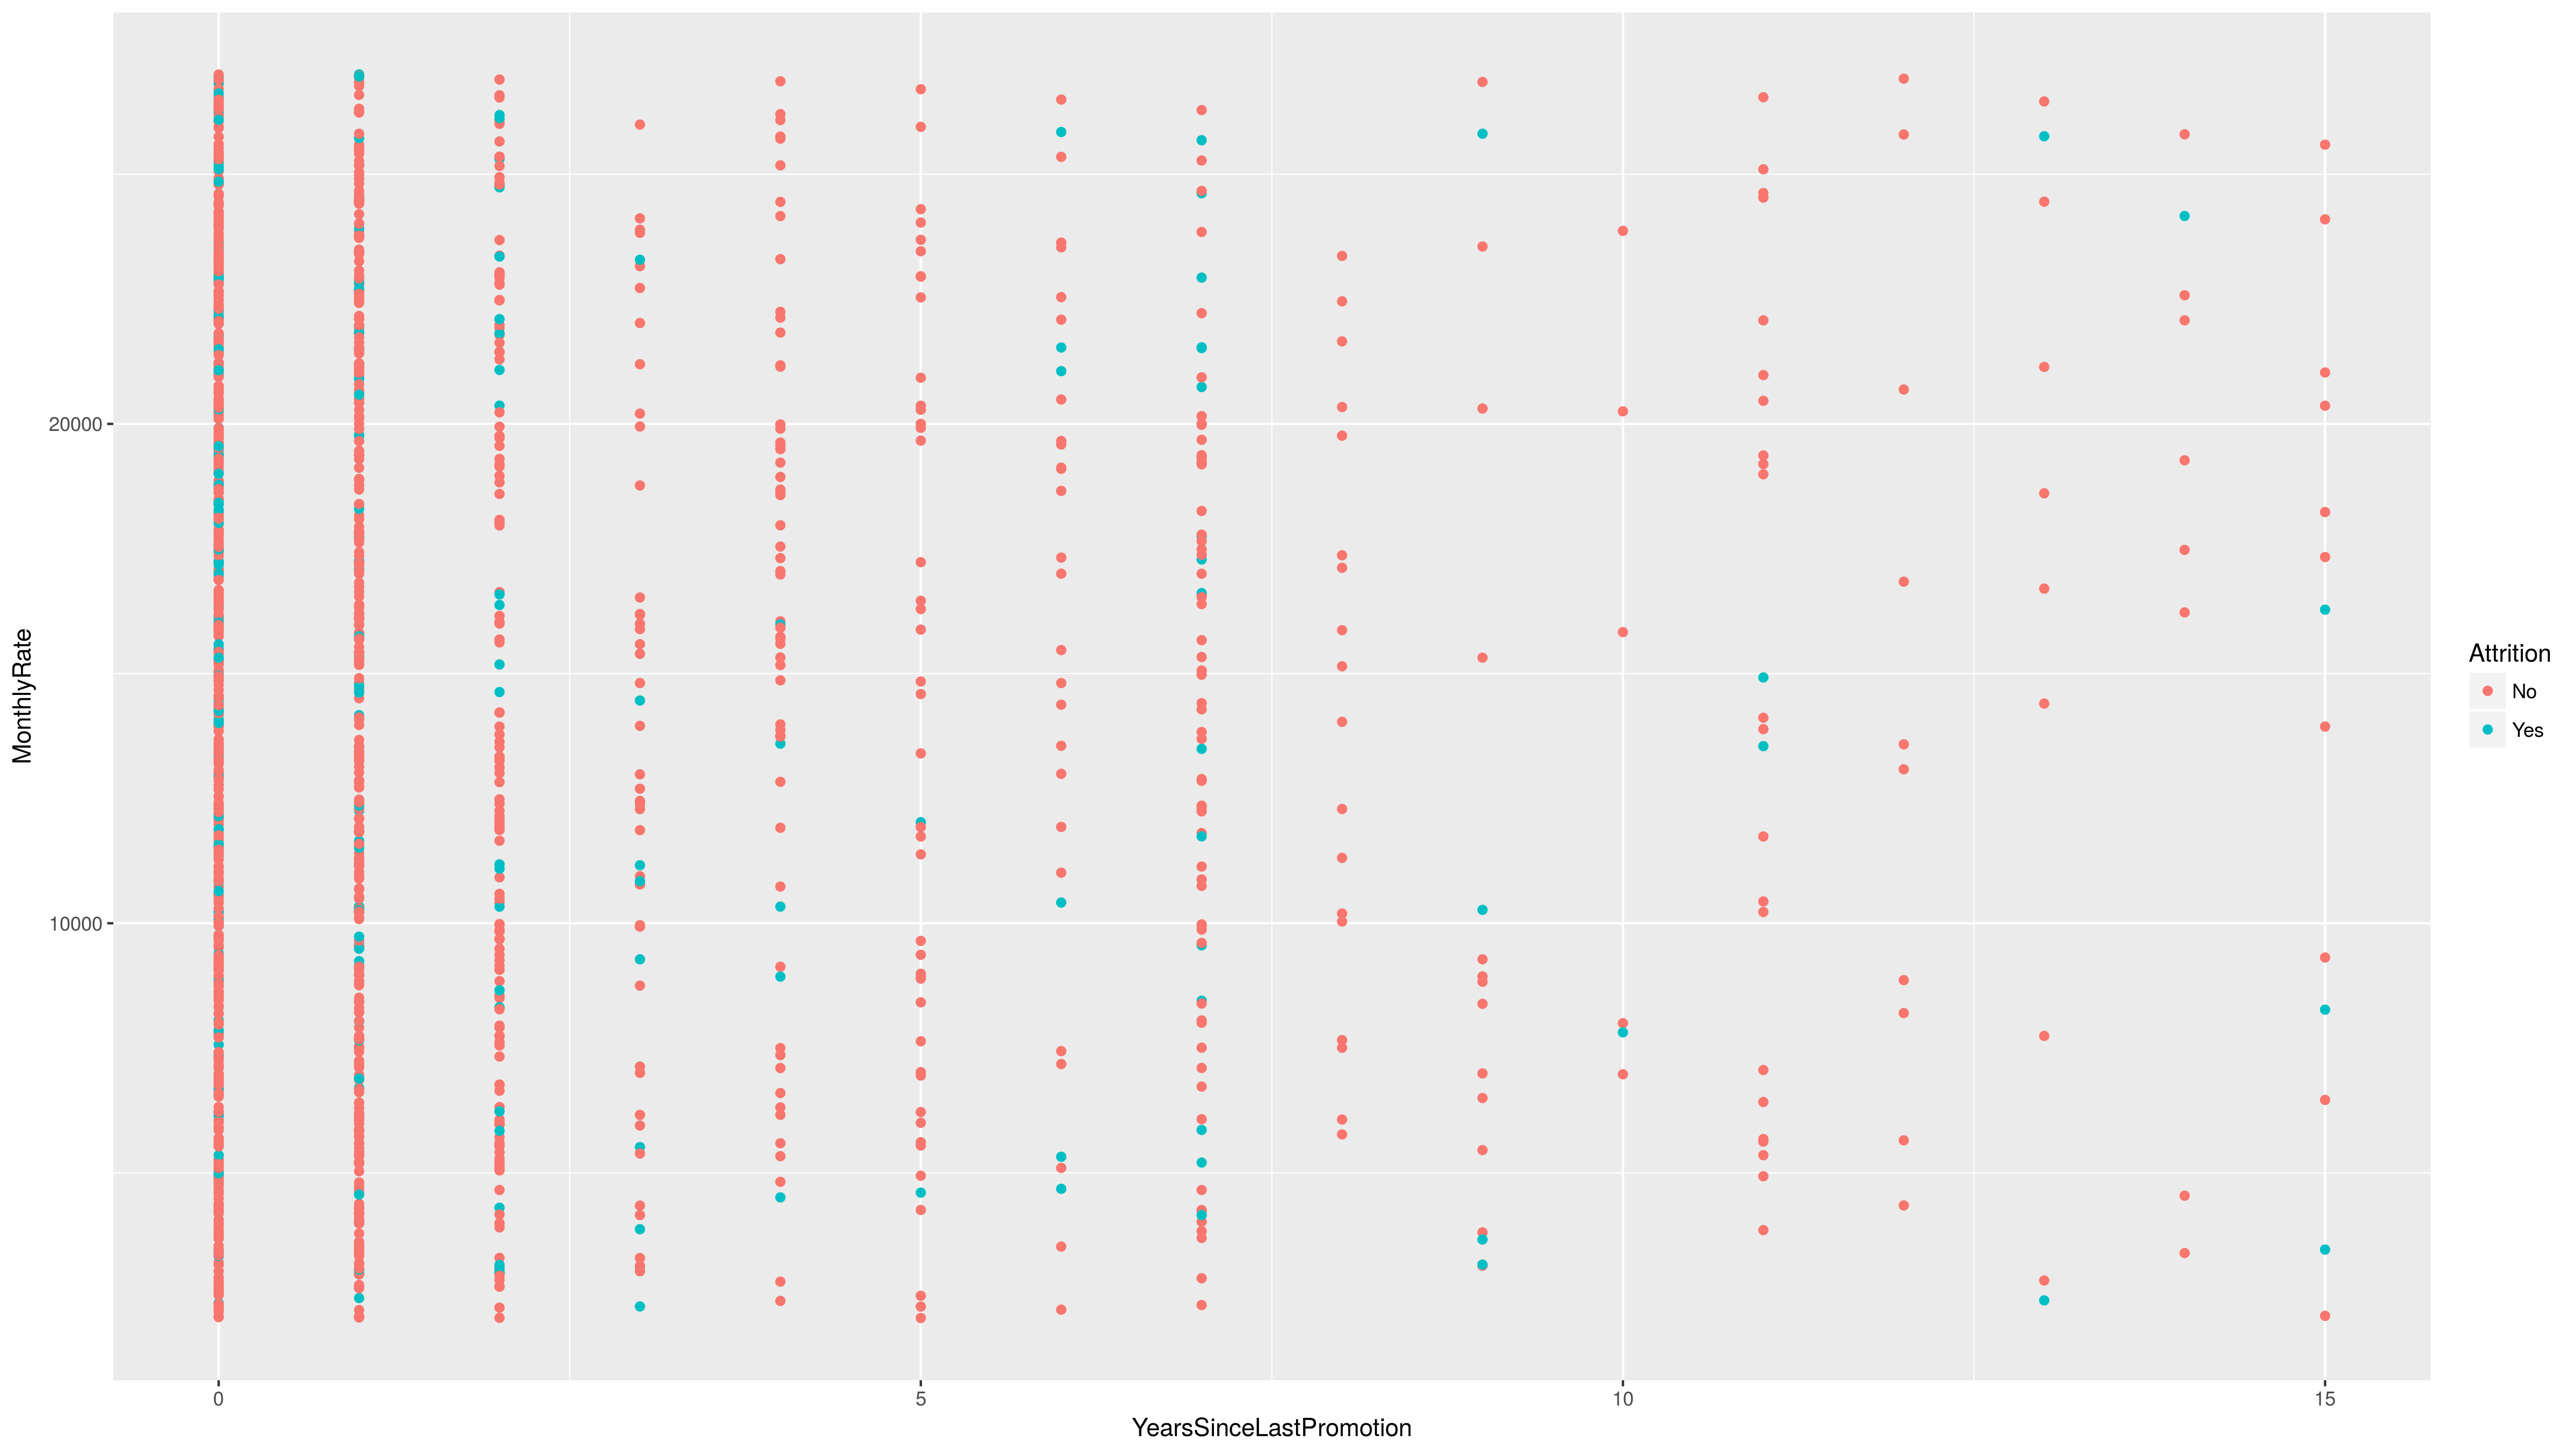 MonthlyRate
20000
10000
0
5
10
15
YearsSinceLastPromotion
Attrition
No
Yes